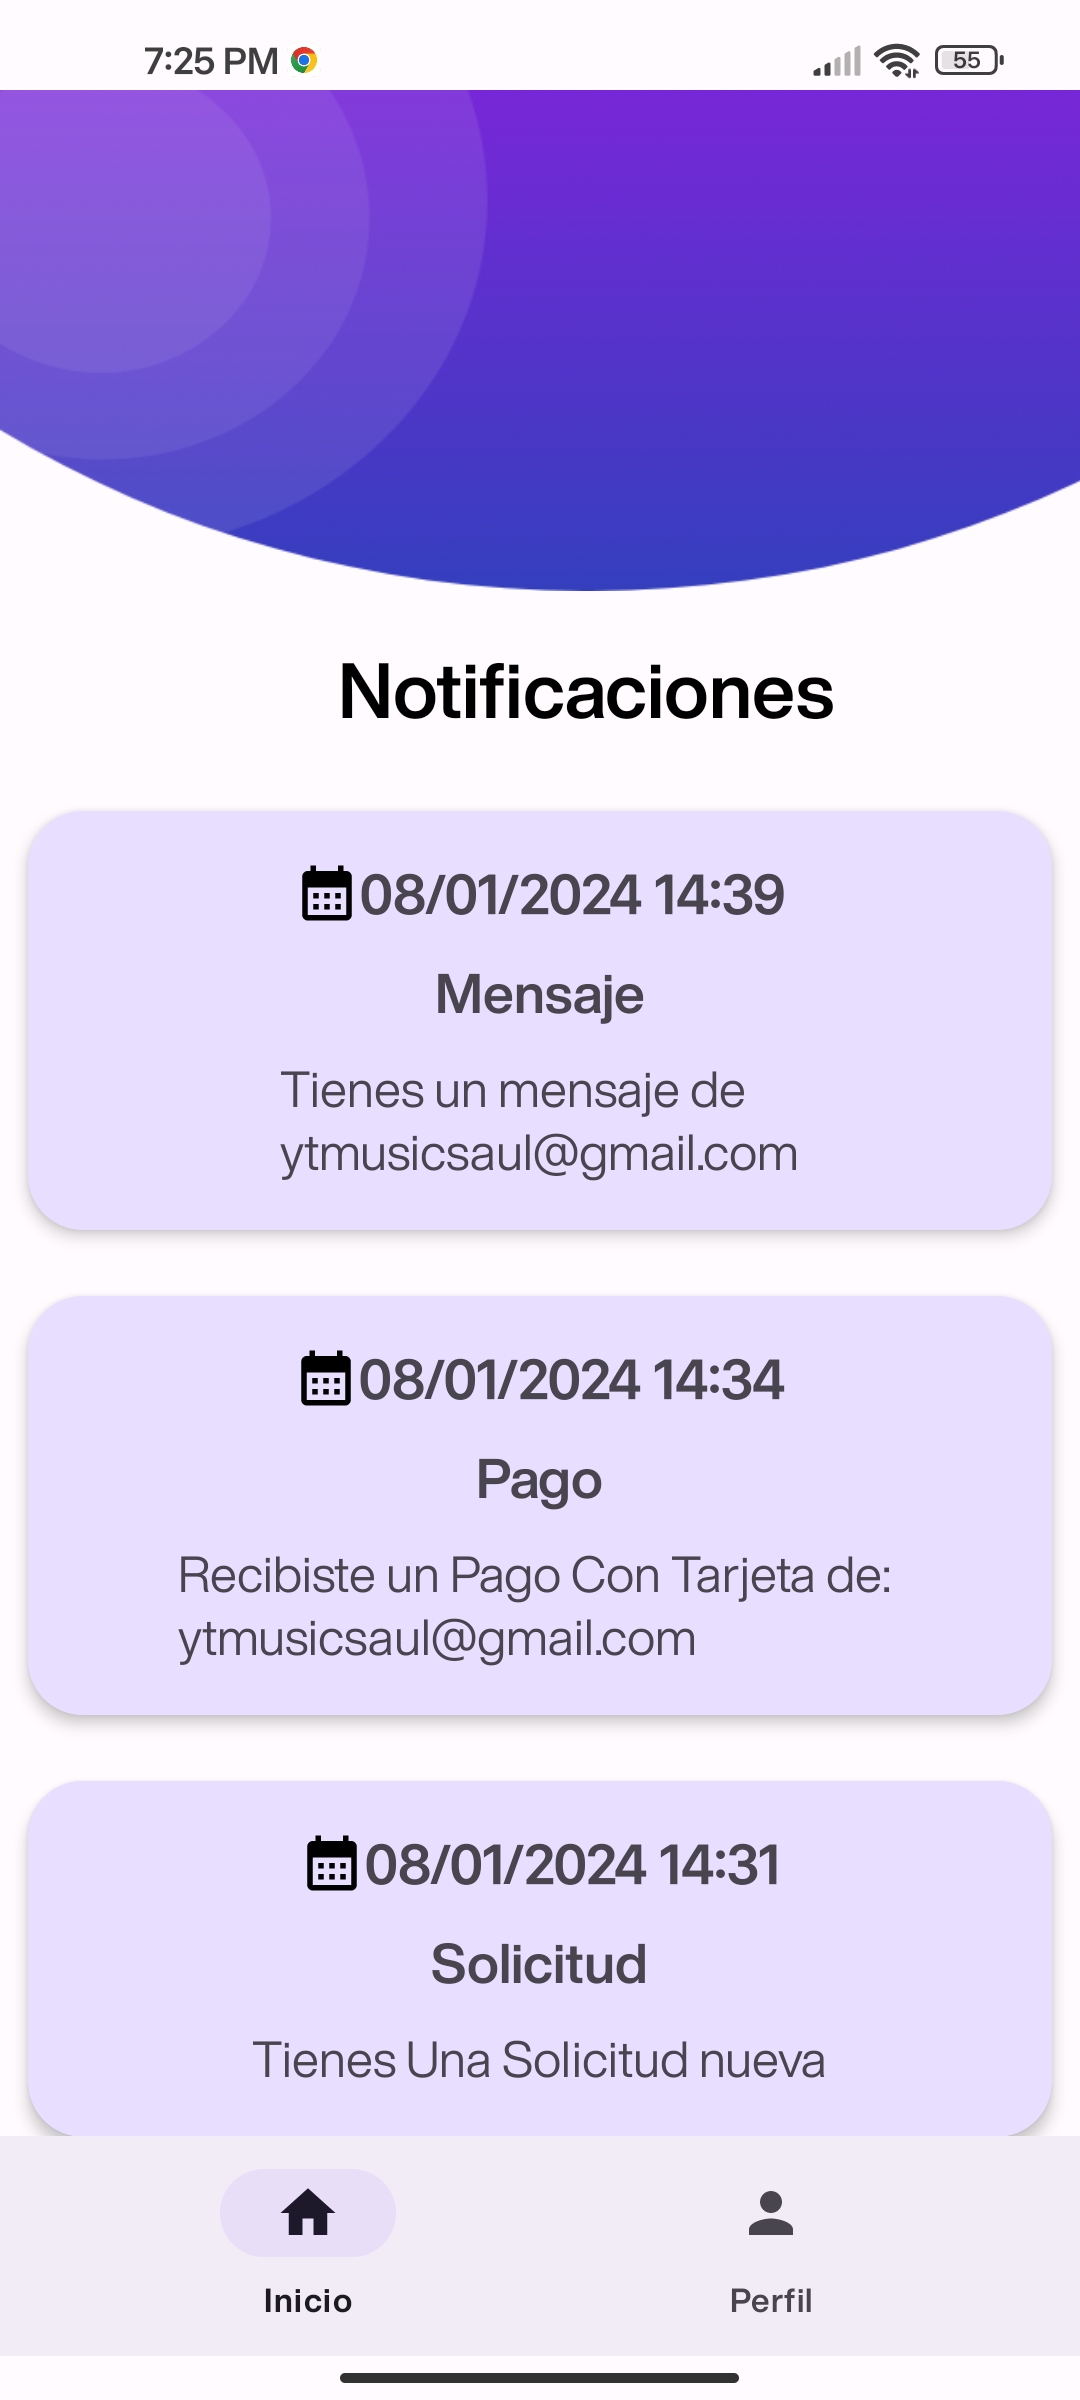 7:25 PM
55
Notificaciones
08/01/2024 14:39
Mensaje
Tienes un mensaje de
ytmusicsaul@gmail.com
08/01/2024 14:34
Pago
Recibiste un Pago Con Tarjeta de:
ytmusicsaul@gmail.com
08/01/2024 14:31
Solicitud
Tienes Una Solicitud nueva
Inicio
Perfil